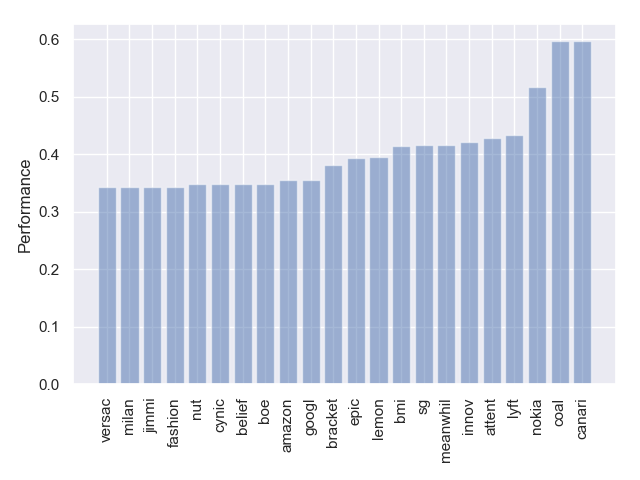 0.6
0.5
0.4
0.3
0.2
0.1
0.0
Performance
versac
milan
jimmi
fashion
nut
cynic
belief
boe
amazon
googl
bracket
epic
lemon
bmi
sg
meanwhil
innov
attent
lyft
nokia
coal
canari